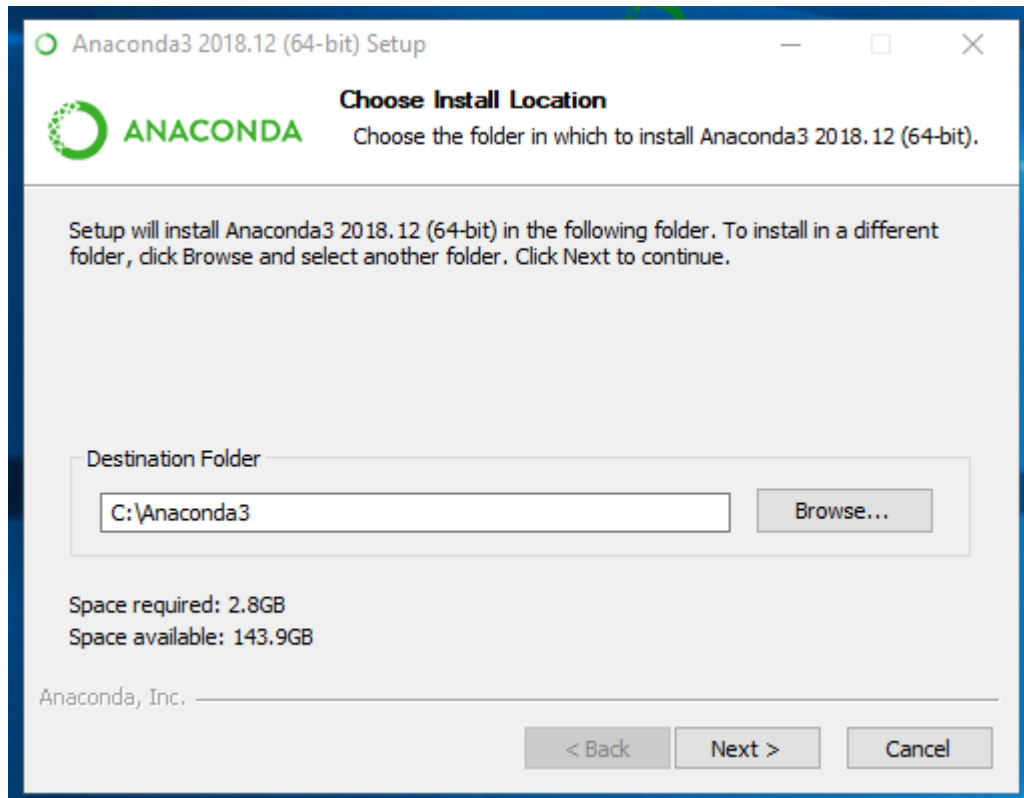 Anaconda3 2018.12 (64-bit) Setup
ANACONDA
Choose Install Location
Choose the folder in which to install Anaconda3 2018.12 (64-bit).
Setup will install Anaconda3 2018.12 (64-bit) in the following folder. To install in a different
folder, click Browse and select another folder. Click Next to continue.
Destination Folder
C:\Anaconda3
Browse...
Space required: 2.8GB
Space available: 143.9GB
Anaconda, Inc.
< Back Next > Cancel